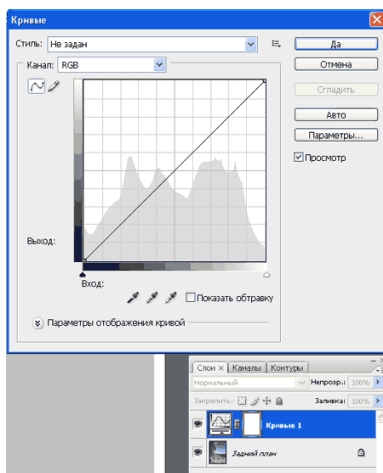 Кривые
Стиль: Не задан
Да
Канал: RGB
Отмена
Сгладить
Авто
Параметры...
Просмотр
Выход:
Вход:
Показать обтравку
Параметры отображения кривой
Слои × Каналы Контуры
Нормальный Непрозр.: 100%
Закрепить: Заливка: 100%
Кривые 1
Задний план